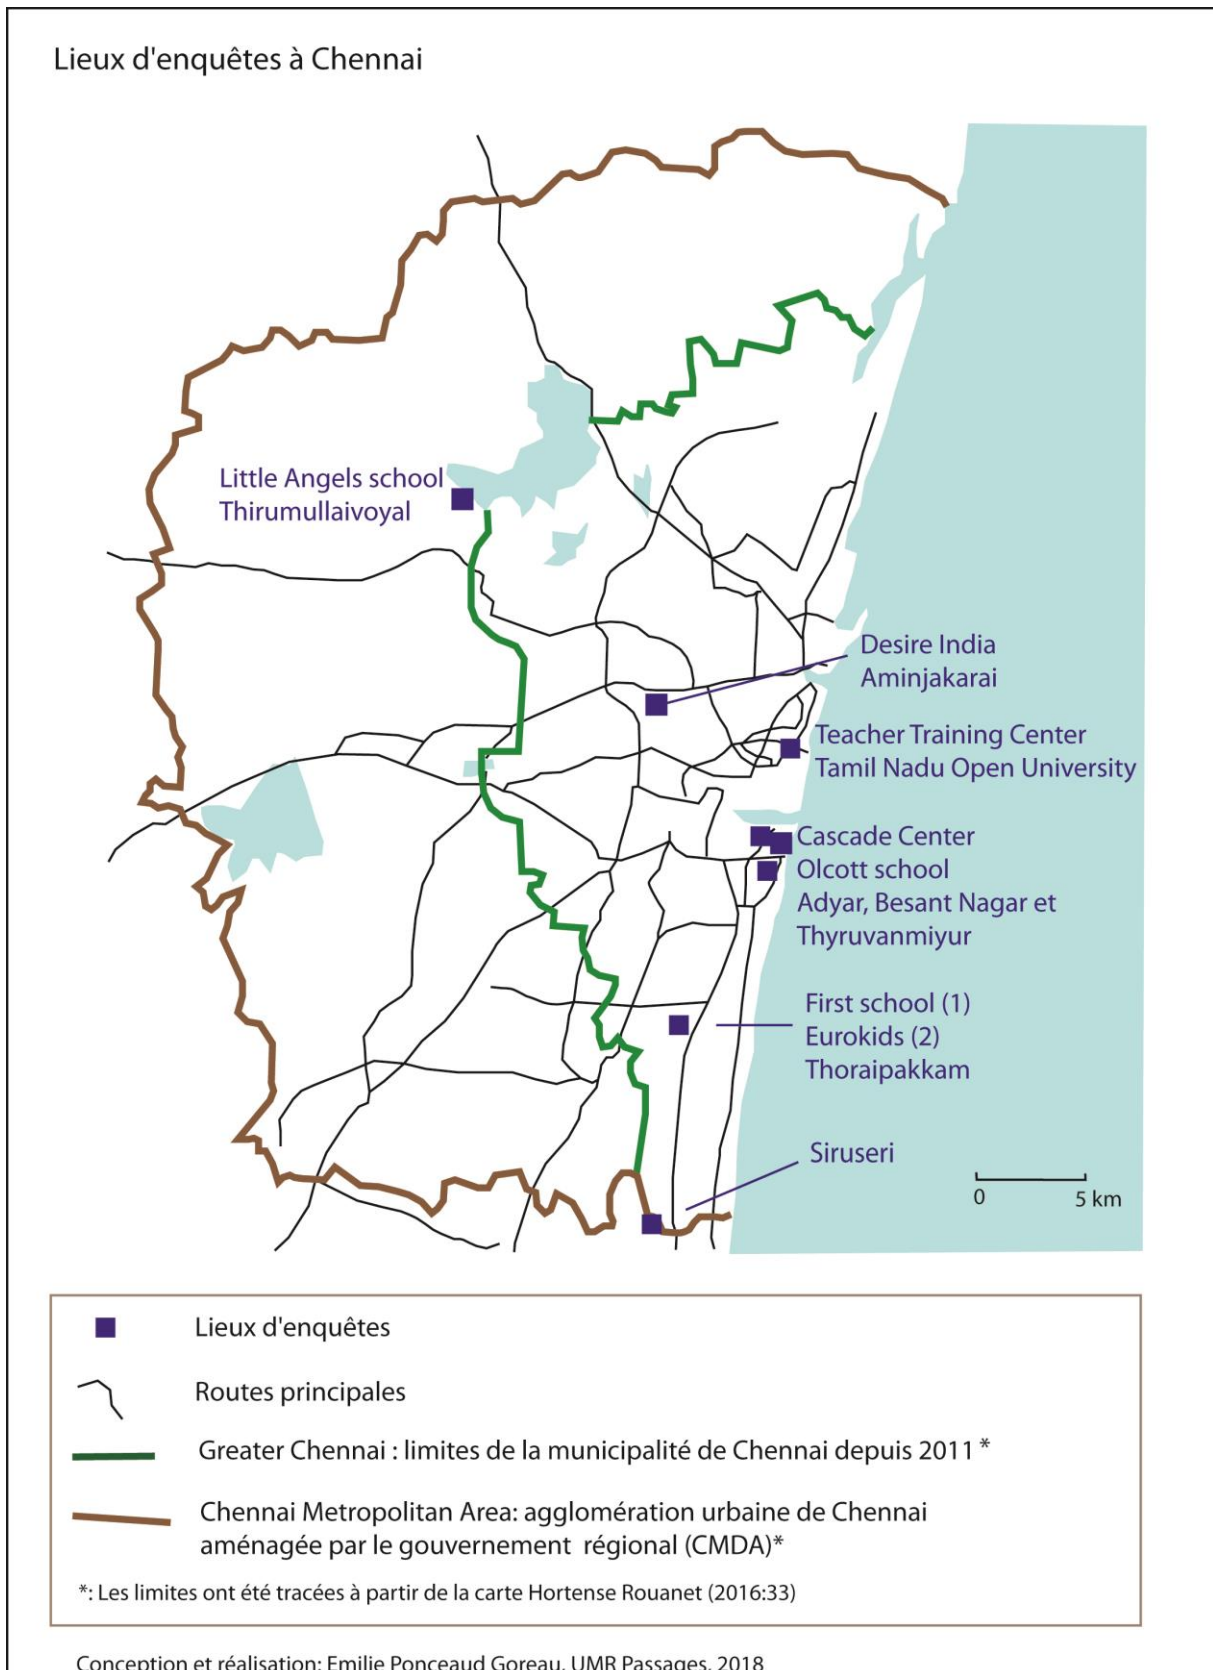 Lieux d'enquêtes à Chennai
Little Angels school
Thirumullaivoyal
Desire India
Aminjakarai
Teacher Training Center
Tamil Nadu Open University
Cascade Center
Olcott school
Adyar, Besant Nagar et
Thyruvanmiyur
First school (1)
Eurokids (2)
Thoraipakkam
Siruseri
0 5 km
Lieux d'enquêtes
Routes principales
Greater Chennai : limites de la municipalité de Chennai depuis 2011 *
Chennai Metropolitan Area: agglomération urbaine de Chennai
aménagée par le gouvernement régional (CMDA)*
*: Les limites ont été tracées à partir de la carte Hortense Rouanet (2016:33)
Conception et réalisation: Emilie Ponceaud Goreau, UMR Passages, 2018